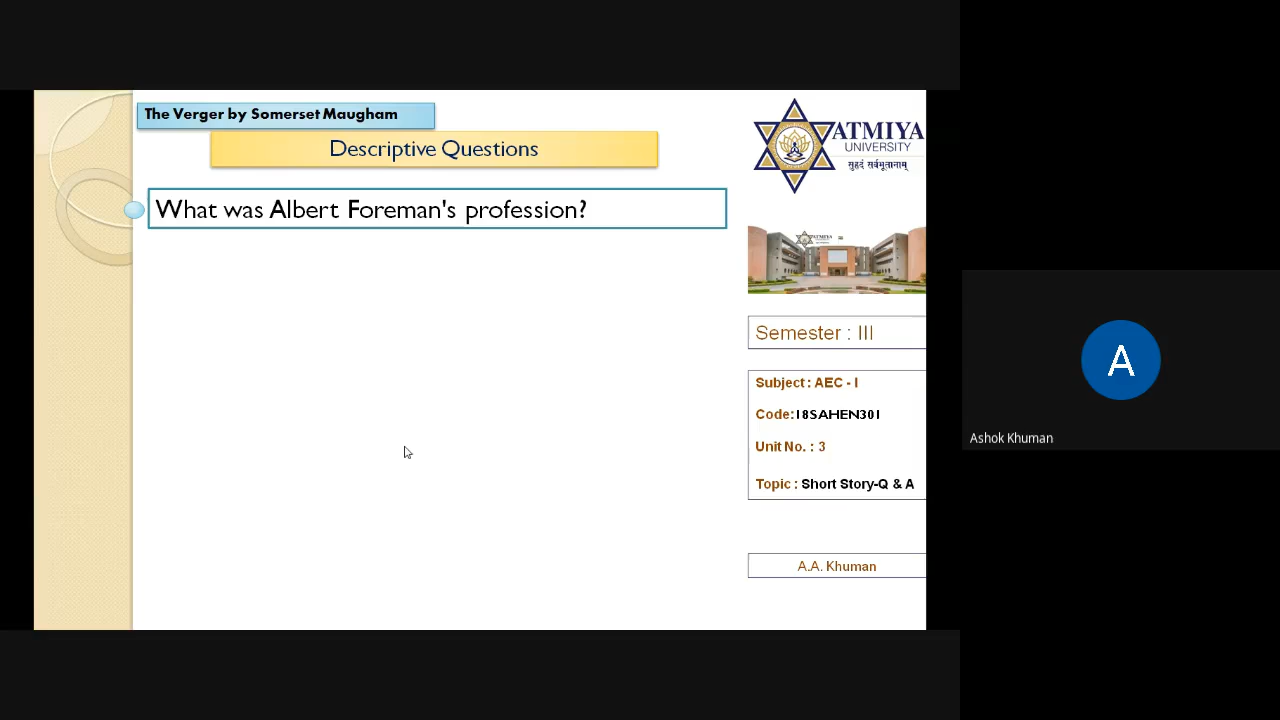 The Verger by Somerset Maugham
Descriptive Questions
What was Albert Foreman's profession?
ATMIYA
UNIVERSITY
सुहृदं सर्वभूतानाम्
ATMIYA
Semester : III
Subject : AEC - I
Code:18SAHEN301
Unit No. : 3
Topic : Short Story-Q & A
A.A. Khuman
A
Ashok Khuman